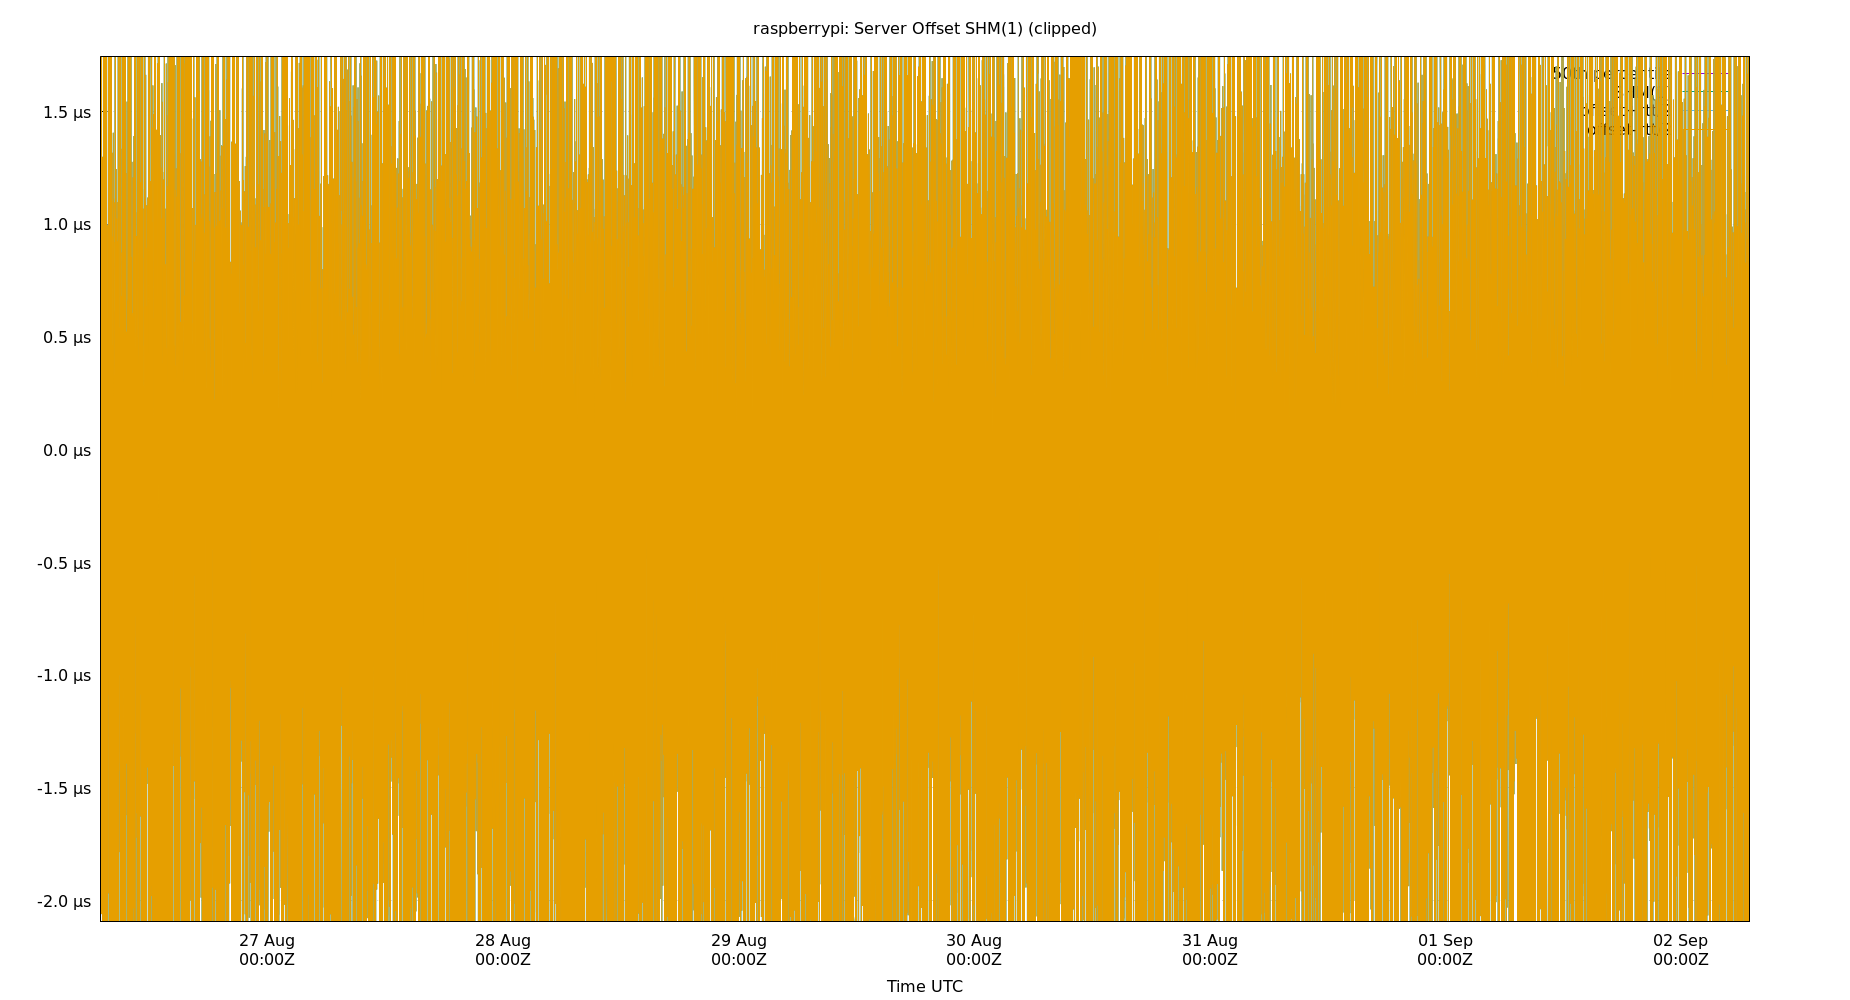 raspberrypi: Server Offset SHM(1) (clipped)
50th percentile
1.5 µs
1.0 µs
0.5 µs
0.0 µs
-0.5 µs
-1.0 µs
-1.5 µs
-2.0 µs
27 Aug 28 Aug 29 Aug 30 Aug 31 Aug 01 Sep 02 Sep
00:00Z 00:00Z 00:00Z 00:00Z 00:00Z 00:00Z 00:00Z
Time UTC